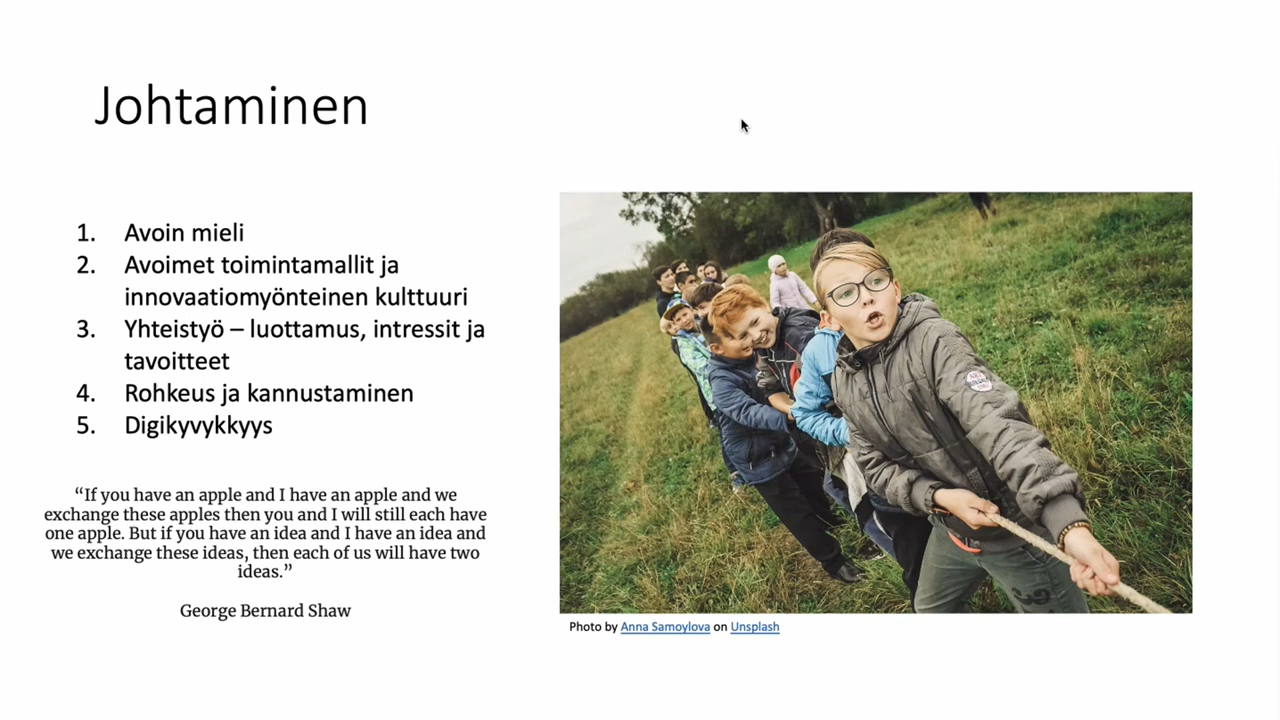 Johtaminen
1. Avoin mieli
2. Avoimet toimintamallit ja
innovaatiomyönteinen kulttuuri
3. Yhteistyö – luottamus, intressit ja
tavoitteet
4. Rohkeus ja kannustaminen
5. Digikyvykkyys
“If you have an apple and I have an apple and we
exchange these apples then you and I will still each have
one apple. But if you have an idea and I have an idea and
we exchange these ideas, then each of us will have two
ideas.”
George Bernard Shaw
Photo by Anna Samoylova on Unsplash